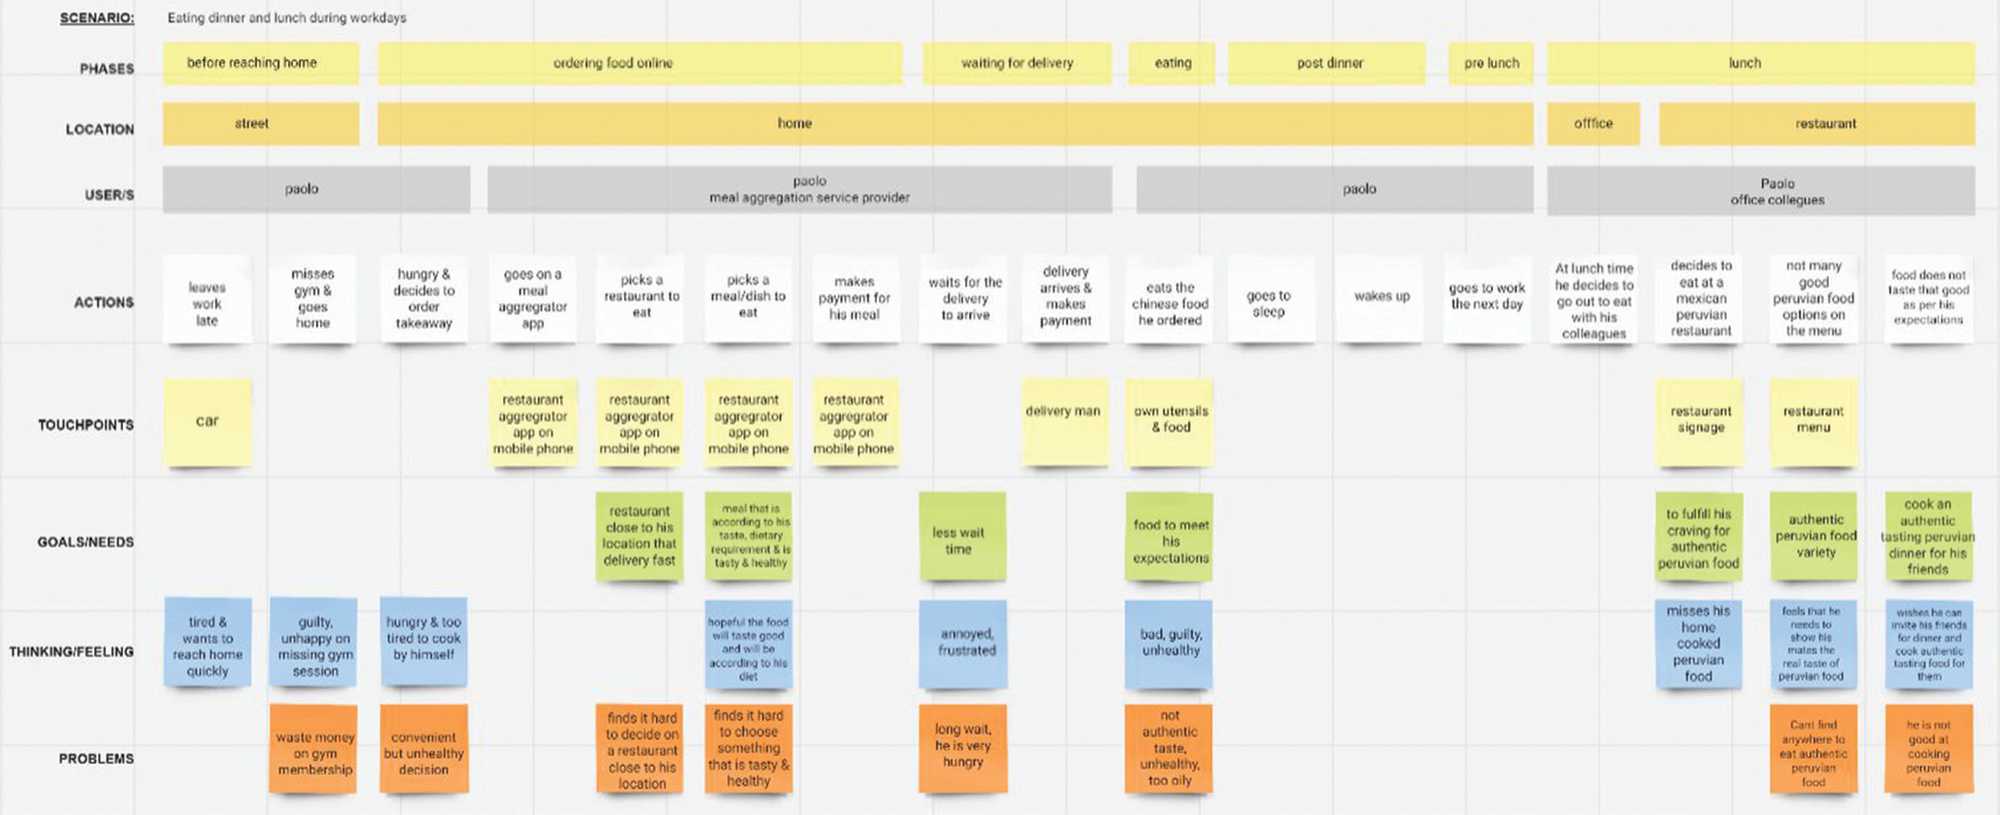 SCENARIO: Eating dinner and lunch during workdays
PHASES
before reaching home
ordering food online
waiting for delivery
eating
post dinner
pre lunch
lunch
LOCATION
street
home
offfice
restaurant
USER/S
paolo
paolo
meal aggregation service provider
paolo
Paolo
office collegues
ACTIONS
leaves
work
late
misses
gym &
goes
home
hungry &
decides to
order
takeaway
goes on a
meal
aggregrator
app
picks a
restaurant to
eat
picks a
meal/dish to
eat
makes
payment for
his meal
waits for the
delivery
to arrive
delivery
arrives &
makes
payment
eats the
chinese food
he ordered
goes to
sleep
wakes up
goes to work
the next day
At lunch time
he decides to
go out to eat
with his
colleagues
decides to
eat at a
mexican
peruvian
restaurant
not many
good
peruvian food
options on
the menu
food does not
taste that good
as per his
expectations
TOUCHPOINTS
car
restaurant
aggregrator
app on
mobile phone
restaurant
aggregrator
app on
mobile phone
restaurant
aggregrator
app on
mobile phone
restaurant
aggregrator
app on
mobile phone
delivery man
own utensils
& food
restaurant
signage
restaurant
menu
GOALS/NEEDS
restaurant
close to his
location that
delivery fast
meal that is
according to his
taste, dietary
requirement & is
tasty & healthy
less wait
time
food to meet
his
expectations
to fulfill his
craving for
authentic
peruvian food
authentic
peruvian food
variety
cook an
authentic
tasting peruvian
dinner for his
friends
THINKING/FEELING
tired &
wants to
reach home
quickly
guilty,
unhappy on
missing gym
session
hungry & too
tired to cook
by himself
hopeful the food
will taste good
and will be
according to his
diet
annoyed,
frustrated
bad, guilty,
unhealthy
misses his
home
cooked
peruvian
food
feels that he
needs to
show his
mates the
real taste of
peruvian food
wishes he can
invite his friends
for dinner and
cook authentic
tasting food for
them
PROBLEMS
waste money
on gym
membership
convenient
but unhealthy
decision
finds it hard
to decide on
a restaurant
close to his
location
finds it hard
to choose
something
that is tasty &
healthy
long wait,
he is very
hungry
not
authentic
taste,
unhealthy,
too oily
Cant find
anywhere to
eat authentic
peruvian
food
he is not
good at
cooking
peruvian
food